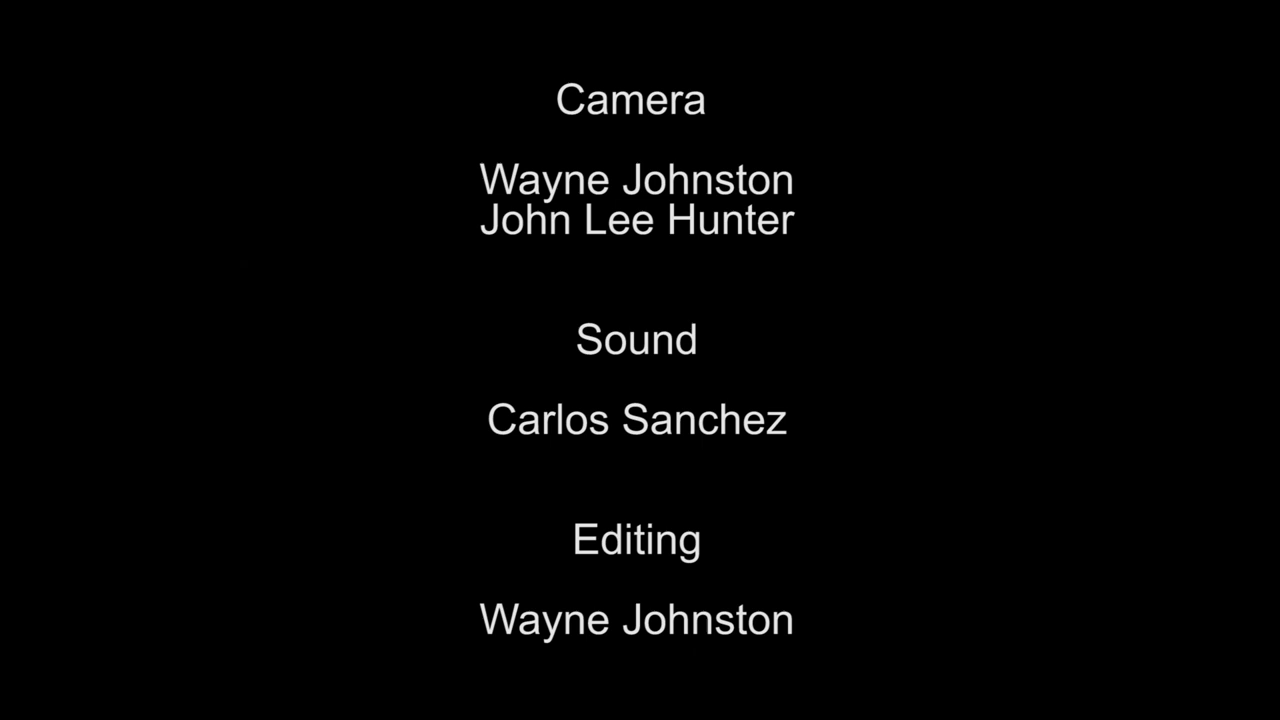 Camera
Wayne Johnston
John Lee Hunter
Sound
Carlos Sanchez
Editing
Wayne Johnston